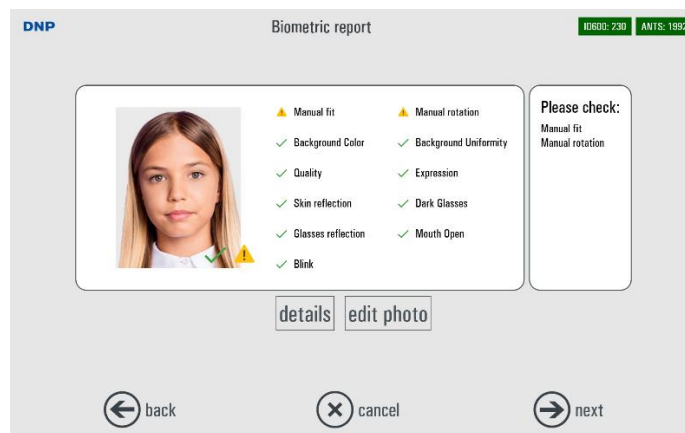 DNP
Biometric report
ID600: 230
ANTS: 1992
Manual fit
Manual rotation
Background Color
Background Uniformity
Quality
Expression
Skin reflection
Dark Glasses
Glasses reflection
Mouth Open
Blink
Please check:
Manual fit
Manual rotation
details
edit photo
back
cancel
next